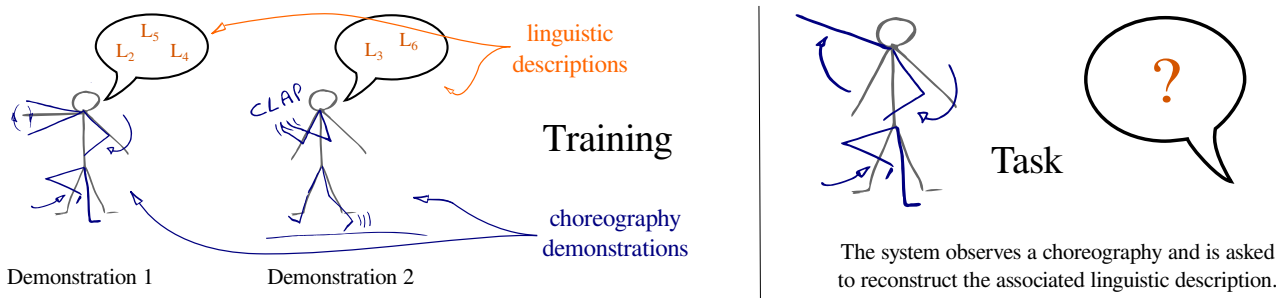 L5
L2 L4
L6
L3
linguistic
descriptions
CLAP
Training
choreography
demonstrations
Demonstration 1
Demonstration 2
?
Task
The system observes a choreography and is asked
to reconstruct the associated linguistic description.